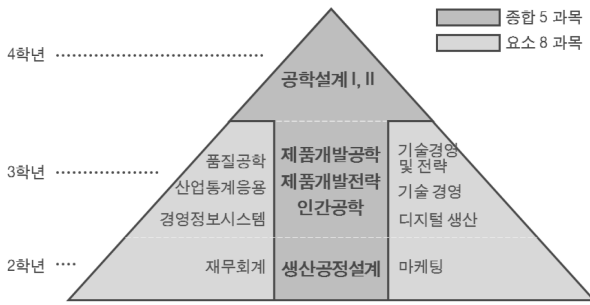 종합 5 과목
요소 8 과목
4학년
공학설계 I, II
3학년
품질공학
산업통계응용
경영정보시스템
제품개발공학
제품개발전략
인간공학
기술경영
및 전략
기술 경영
디지털 생산
2학년
재무회계
생산공정설계
마케팅